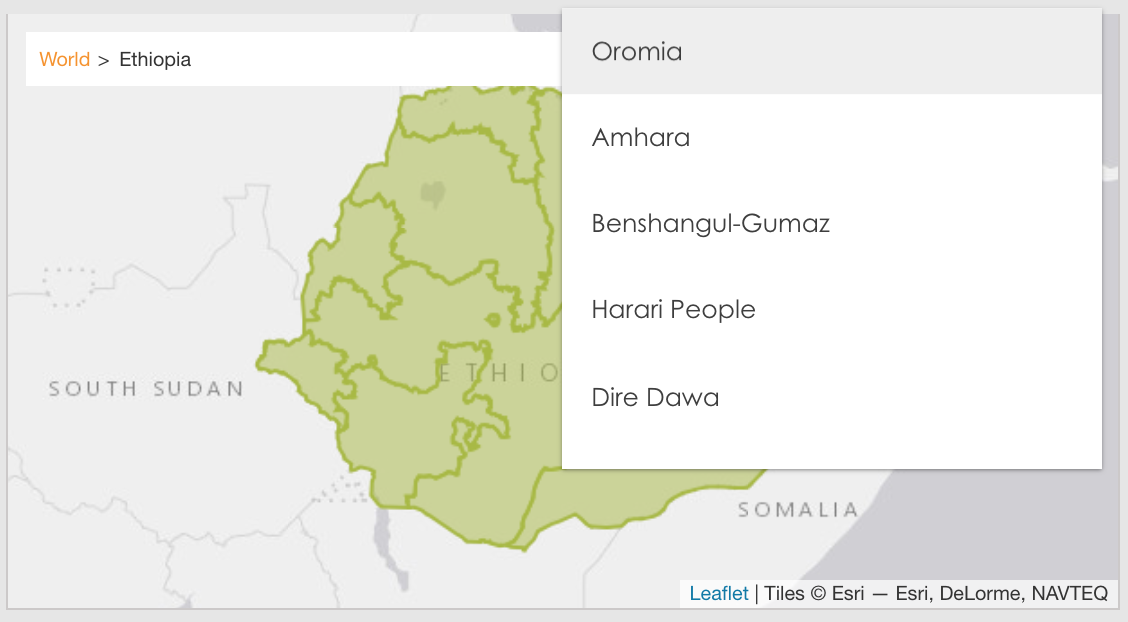 World > Ethiopia
Oromia
Amhara
Benshangul-Gumaz
Harari People
Dire Dawa
ETHIO
SOUTH SUDAN
SOMALIA
Leaflet | Tiles © Esri — Esri, DeLorme, NAVTEQ